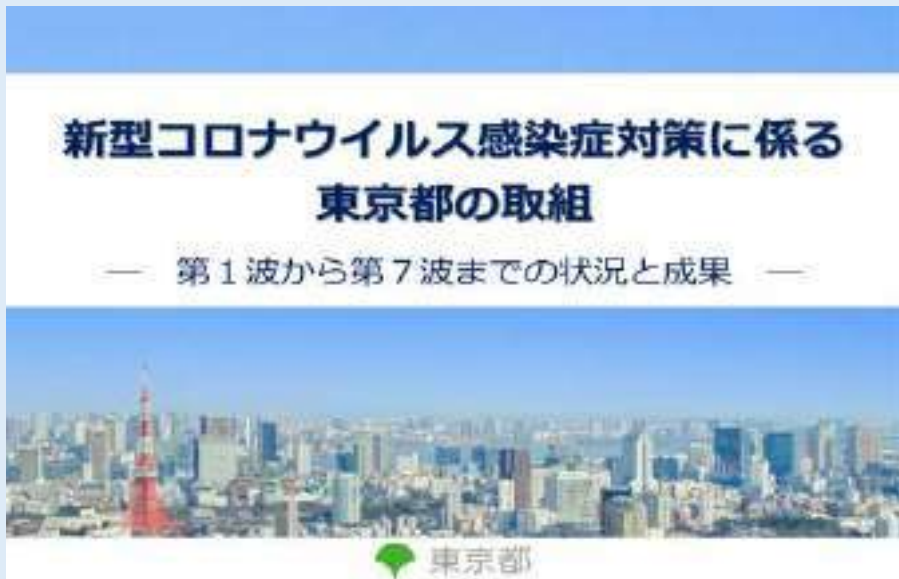 新型コロナウイルス感染症対策に係る
東京都の取組
― 第１波から第７波までの状況と成果 ―
東京都